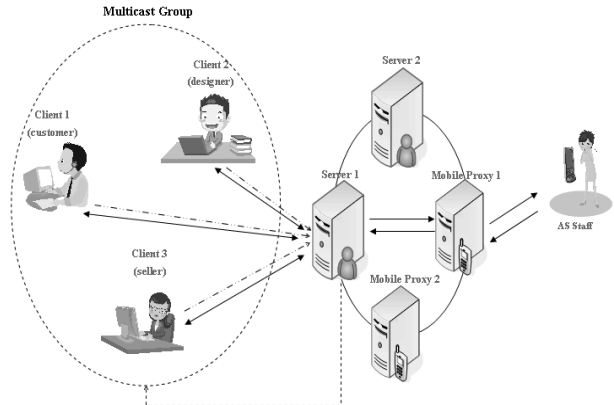 Multicast Group
Client 2
(designer)
Client 1
(customer)
Client 3
(seller)
Server 2
Server 1
Mobile Proxy 1
Mobile Proxy 2
AS Staff